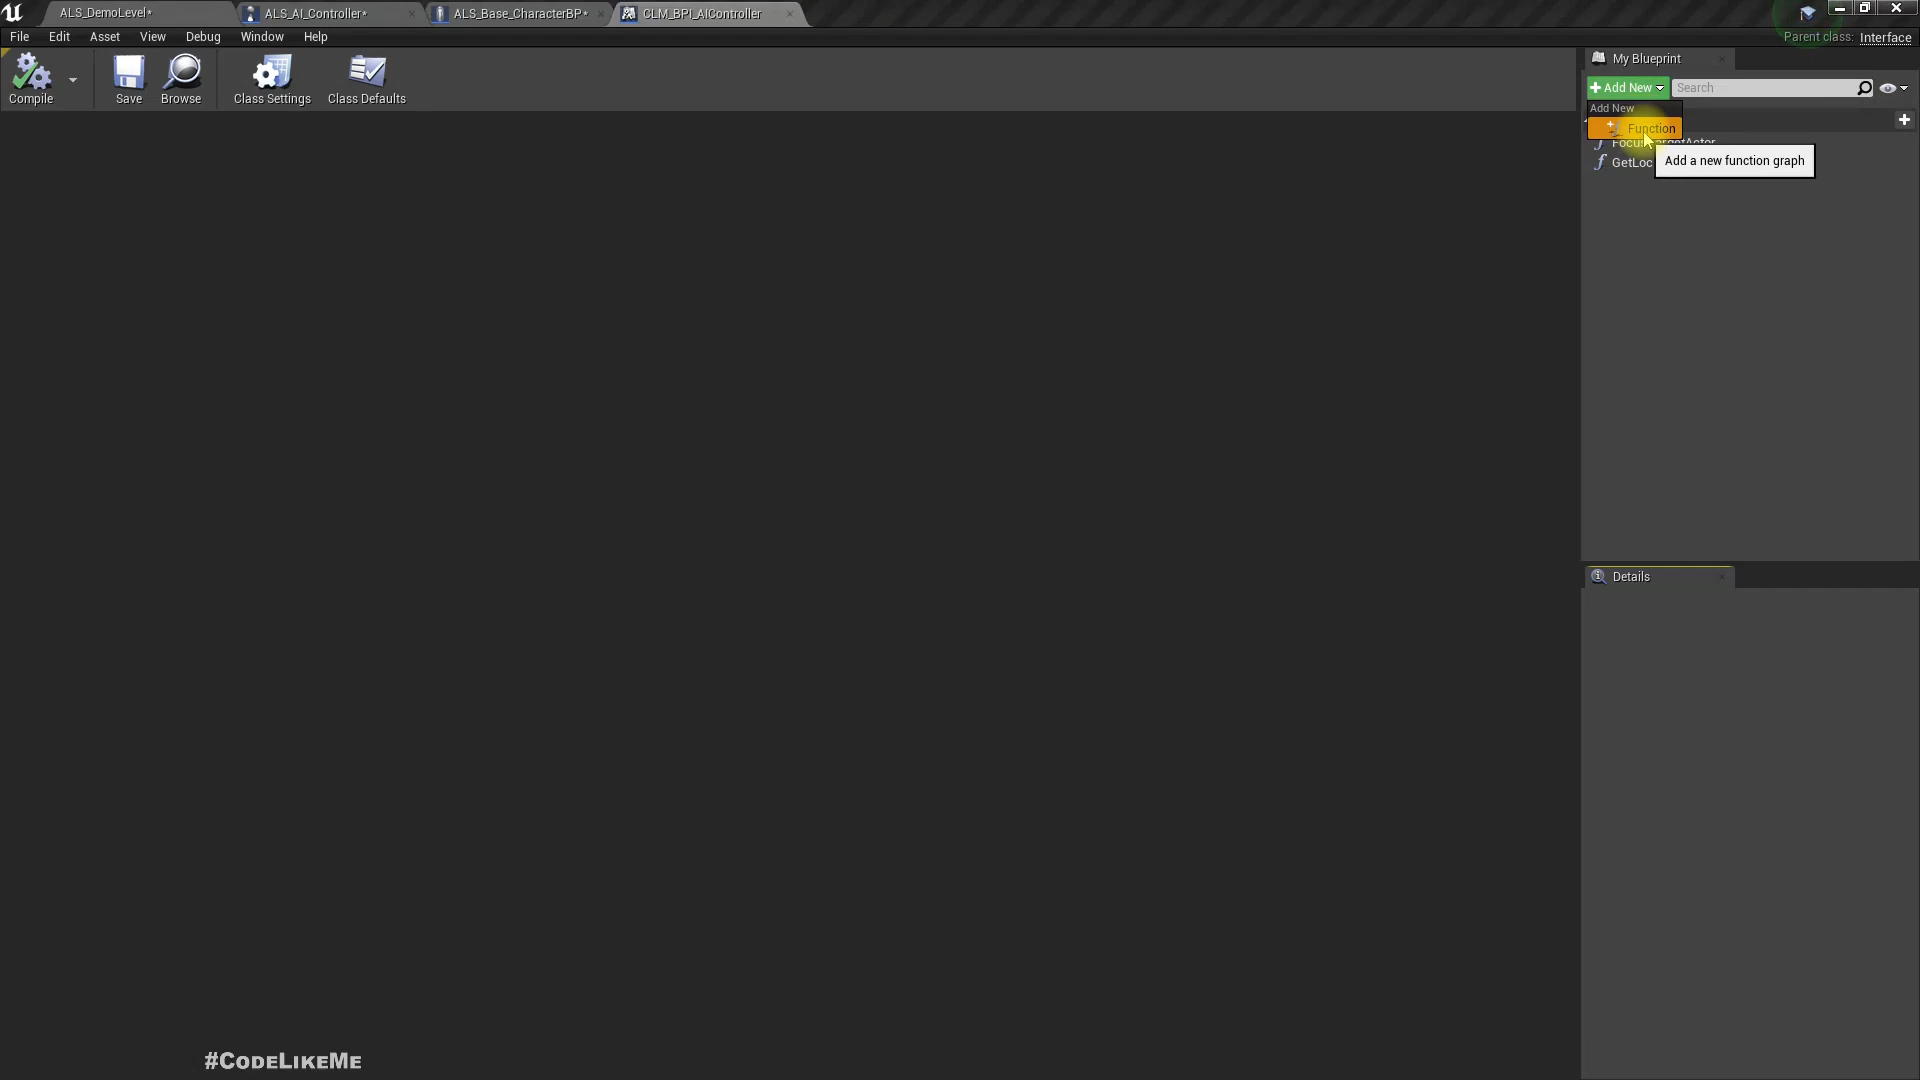 ALS_DemoLevel*
ALS_AI_Controller*
ALS_Base_CharacterBP*
CLM_BPI_AIController
File
Edit
Asset
View
Debug
Window
Help
Parent class: Interface
Compile
Save
Browse
Class Settings
Class Defaults
My Blueprint
Add New
Search
Add New
Function
Add a new function graph
GetLoc
Details
#CodeLikeMe